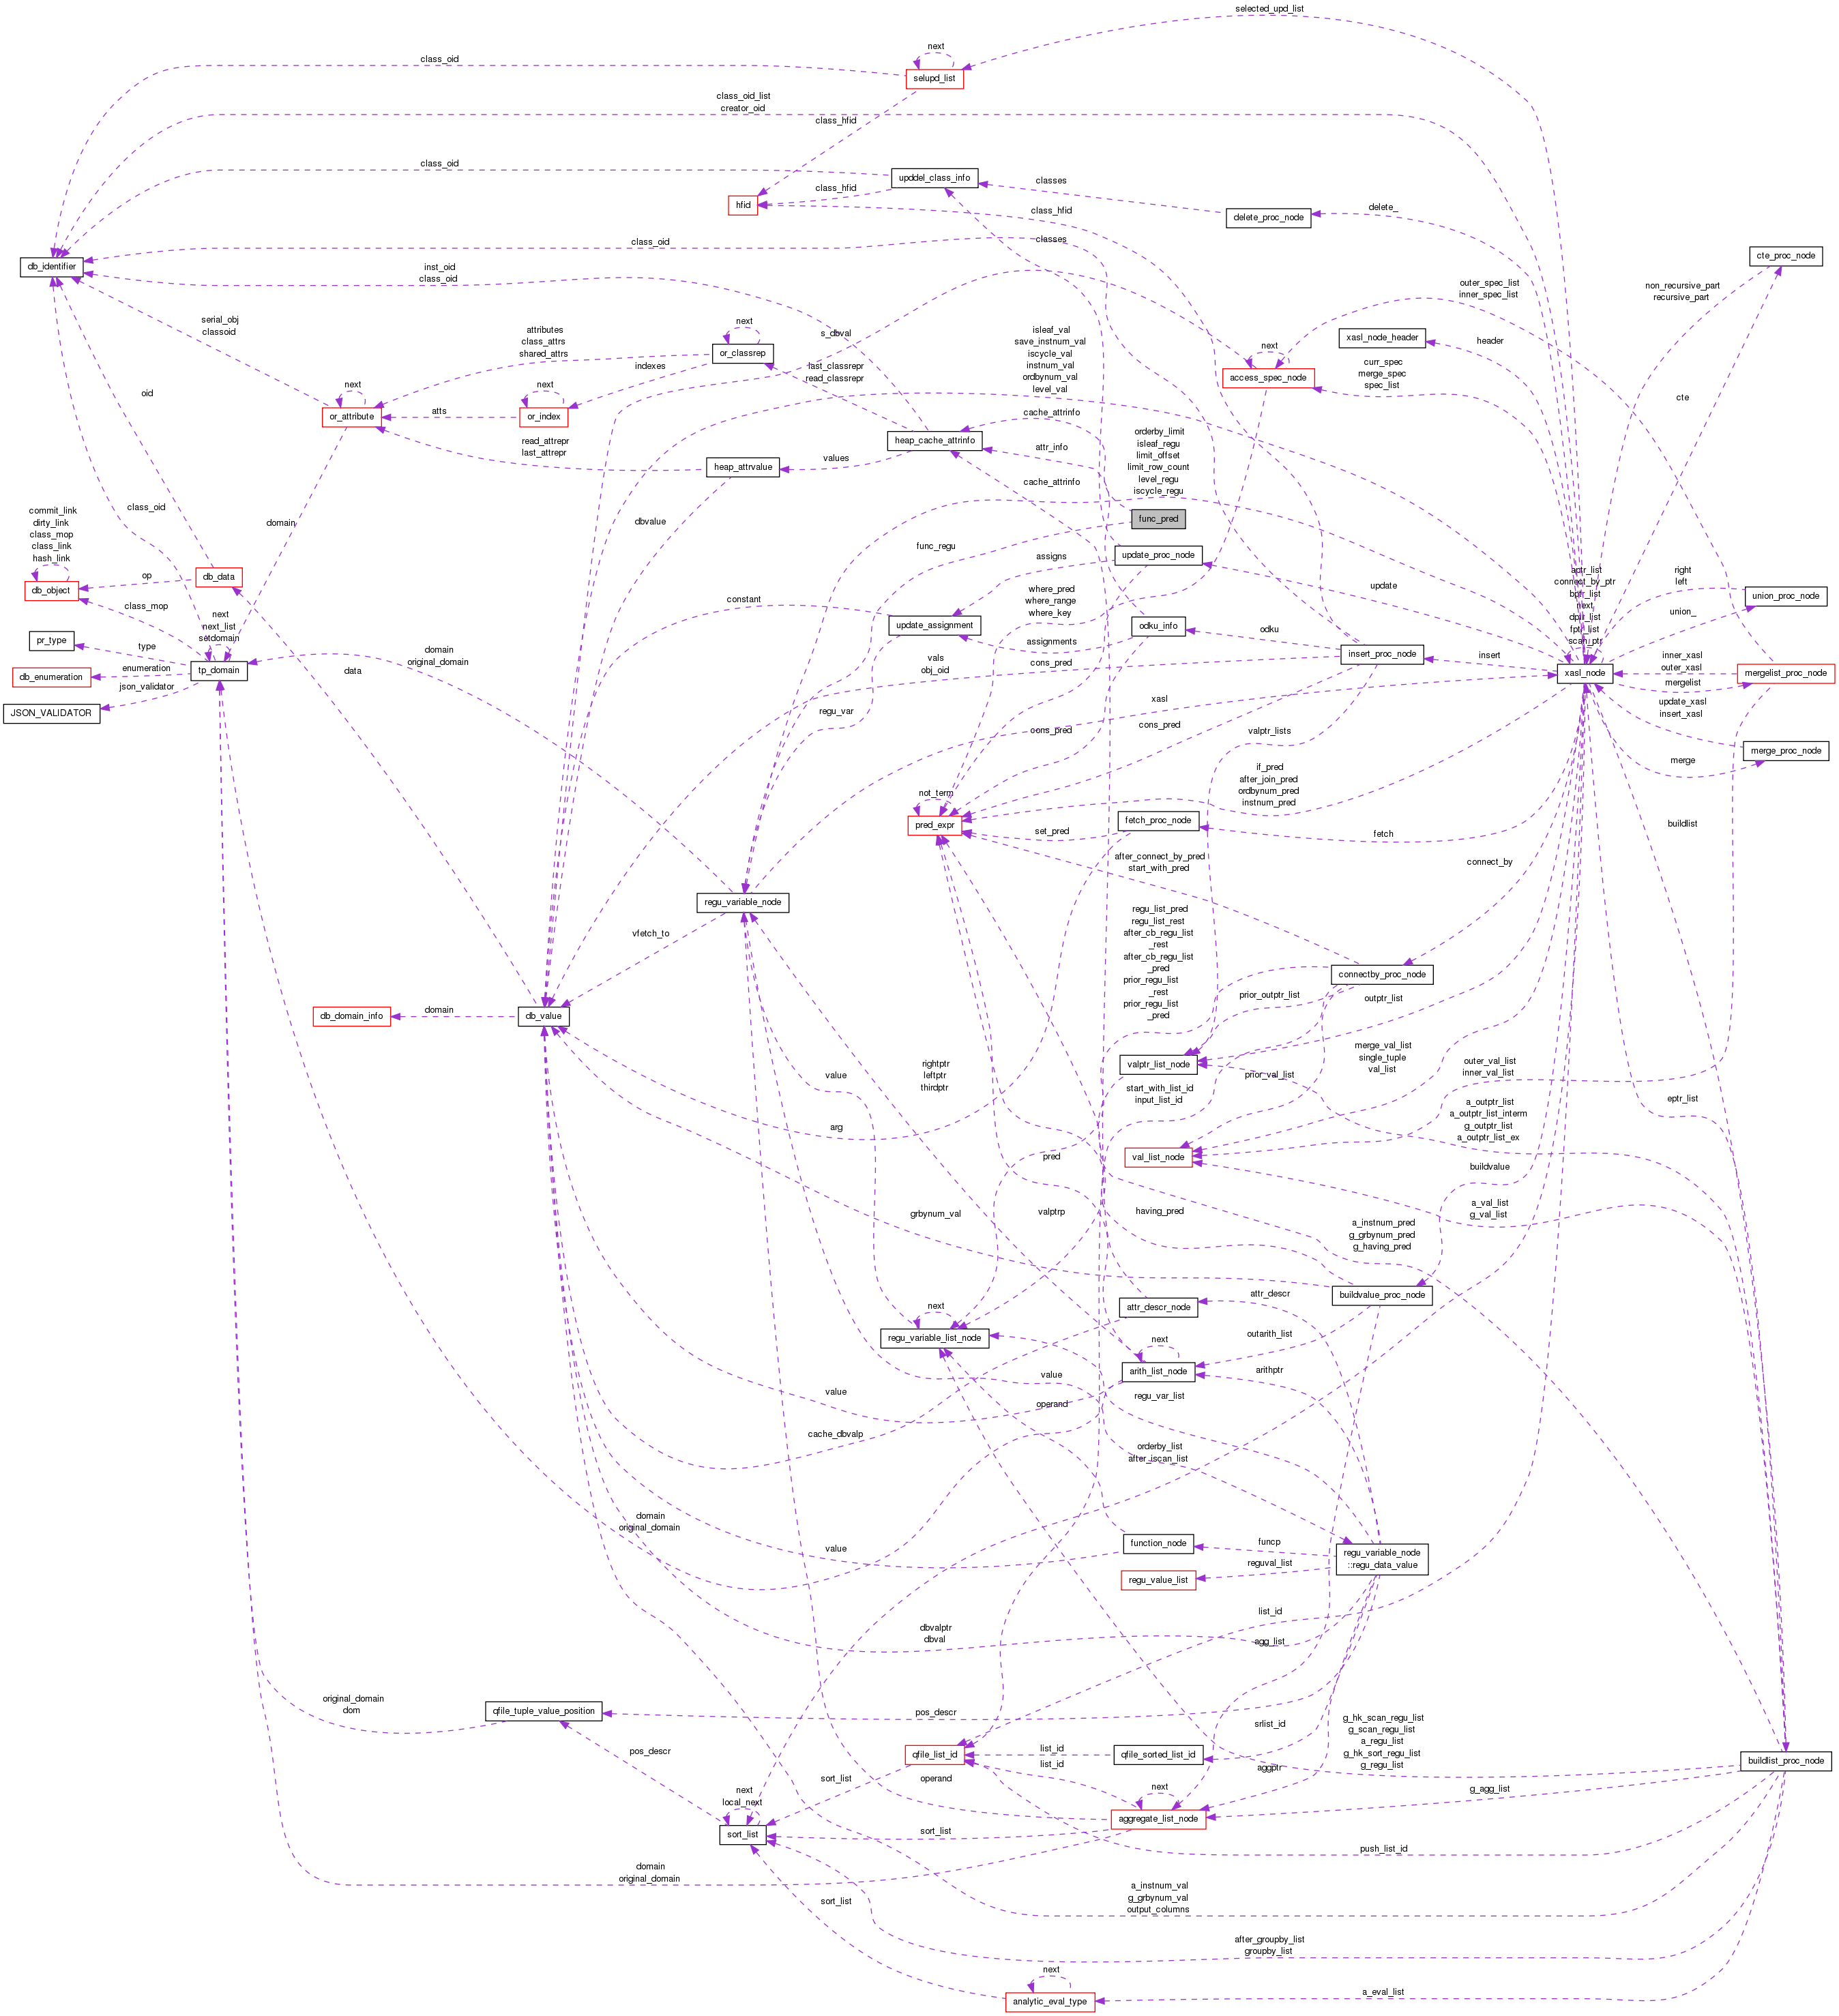 selected_upd_list
next
class_oid
selupd_list
class_oid_list
creator_oid
class_hfid
class_oid
upddel_class_info
classes
class_hfid
hfid
delete_
class_hfid
delete_proc_node
class_oid
classes
cte_proc_node
db_identifier
inst_oid
class_oid
outer_spec_list
inner_spec_list
non_recursive_part
recursive_part
serial_obj
classoid
next
attributes
class_attrs
shared_attrs
s_dbval
isleaf_val
save_instnum_val
iscycle_val
instnum_val
ordbynum_val
level_val
xasl_node_header
header
or_classrep
next
indexes
last_classrepr
read_classrepr
access_spec_node
curr_spec
merge_spec
spec_list
oid
next
next
cte
or_attribute
atts
or_index
cache_attrinfo
heap_cache_attrinfo
attr_info
orderby_limit
isleaf_regu
limit_offset
limit_row_count
level_regu
iscycle_regu
read_attrepr
last_attrepr
heap_attrvalue
values
cache_attrinfo
class_oid
domain
dbvalue
func_pred
commit_link
dirty_link
class_mop
class_link
hash_link
func_regu
assigns
update_proc_node
db_object
op
db_data
where_pred
where_range
where_key
update
aptr_list
connect_by_ptr
bptr_list
next
dptr_list
fptr_list
scan_ptr
right
left
union_proc_node
union_
class_mop
constant
next
next_list
setdomain
update_assignment
odku_info
odku
pr_type
type
assignments
insert_proc_node
insert
domain
original_domain
vals
obj_oid
cons_pred
inner_xasl
outer_xasl
mergelist
db_enumeration
enumeration
tp_domain
data
xasl_node
mergelist_proc_node
json_validator
JSON_VALIDATOR
regu_var
xasl
update_xasl
insert_xasl
cons_pred
cons_pred
valptr_lists
merge_proc_node
merge
if_pred
after_join_pred
ordbynum_pred
instnum_pred
not_term
pred_expr
fetch_proc_node
set_pred
fetch
buildlist
after_connect_by_pred
start_with_pred
connect_by
regu_variable_node
vfetch_to
regu_list_pred
regu_list_rest
after_cb_regu_list
_rest
after_cb_regu_list
_pred
prior_regu_list
_rest
prior_regu_list
_pred
connectby_proc_node
prior_outptr_list
outptr_list
db_domain_info
domain
db_value
merge_val_list
single_tuple
val_list
rightptr
leftptr
thirdptr
value
valptr_list_node
prior_val_list
outer_val_list
inner_val_list
start_with_list_id
input_list_id
eptr_list
a_outptr_list
a_outptr_list_interm
g_outptr_list
a_outptr_list_ex
arg
pred
val_list_node
buildvalue
grbynum_val
valptrp
having_pred
a_instnum_pred
g_grbynum_pred
g_having_pred
a_val_list
g_val_list
attr_descr
buildvalue_proc_node
attr_descr_node
next
regu_variable_list_node
outarith_list
next
arith_list_node
arithptr
value
value
operand
regu_var_list
cache_dbvalp
orderby_list
after_iscan_list
domain
original_domain
value
function_node
funcp
regu_variable_node
::regu_data_value
reguval_list
regu_value_list
dbvalptr
dbval
list_id
agg_list
original_domain
dom
qfile_tuple_value_position
pos_descr
srlist_id
g_hk_scan_regu_list
g_scan_regu_list
a_regu_list
g_hk_sort_regu_list
g_regu_list
pos_descr
qfile_list_id
list_id
qfile_sorted_list_id
list_id
aggptr
buildlist_proc_node
sort_list
operand
next
g_agg_list
next
local_next
aggregate_list_node
sort_list
sort_list
push_list_id
domain
original_domain
a_instnum_val
g_grbynum_val
output_columns
sort_list
after_groupby_list
groupby_list
next
analytic_eval_type
a_eval_list